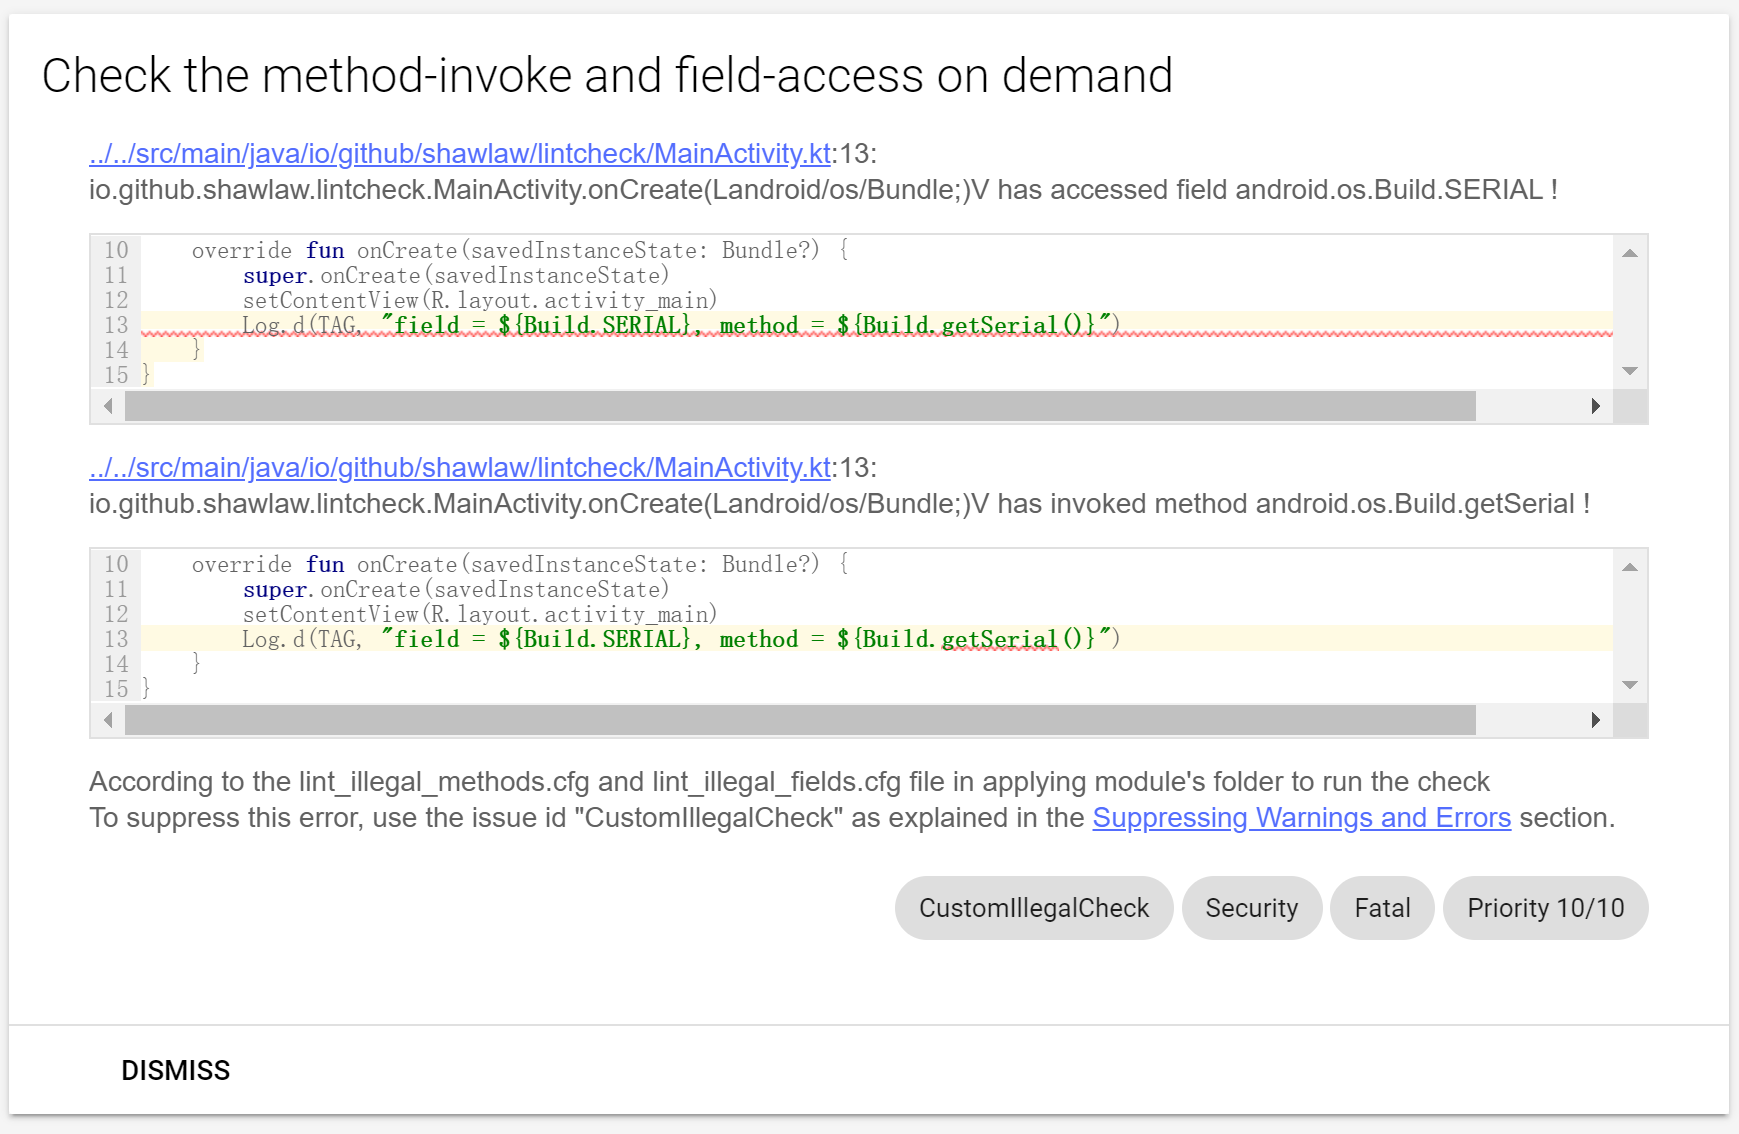 Check the method-invoke and field-access on demand
../../src/main/java/io/github/shawlaw/lintcheck/MainActivity.kt:13:
io.github.shawlaw.lintcheck.MainActivity.onCreate(Landroid/os/Bundle;)V has accessed field android.os.Build.SERIAL !
10     override fun onCreate(savedInstanceState: Bundle?) {
11         super.onCreate(savedInstanceState)
12         setContentView(R.layout.activity_main)
13         Log.d(TAG, "field = ${Build.SERIAL}, method = ${Build.getSerial()}")
14     }
15 }
../../src/main/java/io/github/shawlaw/lintcheck/MainActivity.kt:13:
io.github.shawlaw.lintcheck.MainActivity.onCreate(Landroid/os/Bundle;)V has invoked method android.os.Build.getSerial !
10     override fun onCreate(savedInstanceState: Bundle?) {
11         super.onCreate(savedInstanceState)
12         setContentView(R.layout.activity_main)
13         Log.d(TAG, "field = ${Build.SERIAL}, method = ${Build.getSerial()}")
14     }
15 }
According to the lint_illegal_methods.cfg and lint_illegal_fields.cfg file in applying module's folder to run the check
To suppress this error, use the issue id "CustomIllegalCheck" as explained in the Suppressing Warnings and Errors section.
CustomIllegalCheck Security Fatal Priority 10/10
DISMISS